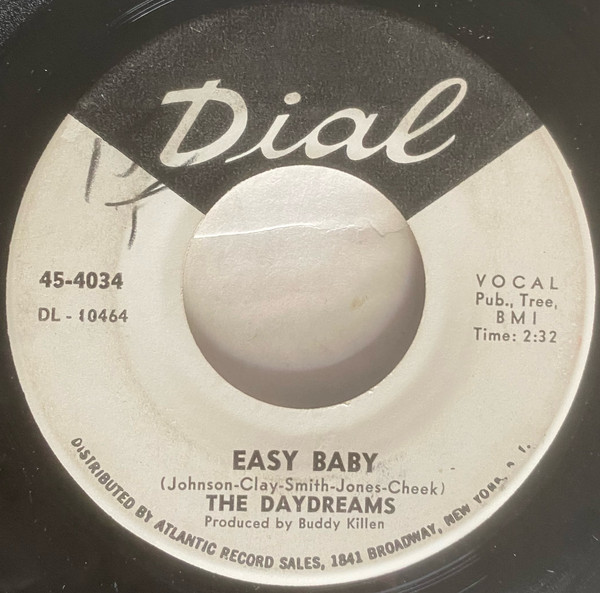 Dial
45-4034
DL - 10464
VOCAL
Pub., Tree,
BMI
Time: 2:32
EASY BABY
(Johnson-Clay-Smith-Jones-Cheek)
THE DAYDREAMS
Produced by Buddy Killen
DISTRIBUTED BY ATLANTIC RECORD SALES, 1841 BROADWAY, NEW YORK, N.Y.